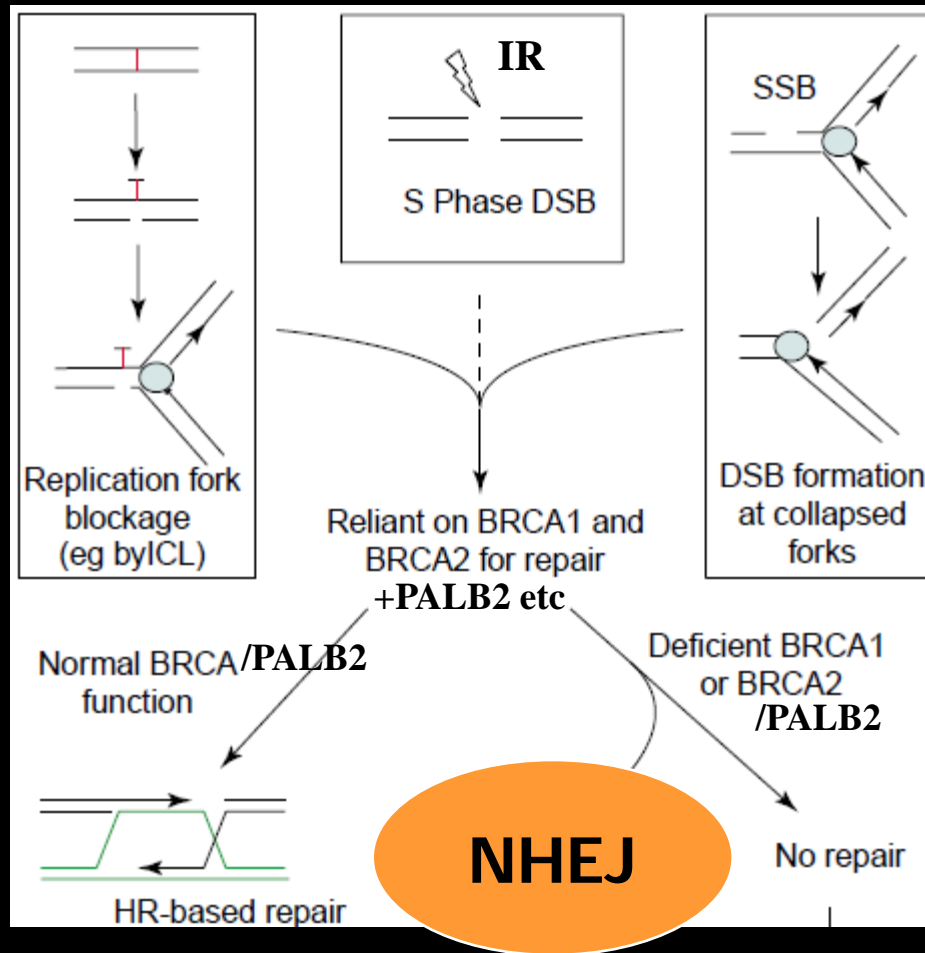 IR
S Phase DSB
SSB
Replication fork
blockage
(eg byICL)
DSB formation
at collapsed
forks
Reliant on BRCA1 and
BRCA2 for repair
+PALB2 etc
Normal BRCA/PALB2
function
Deficient BRCA1
or BRCA2
/PALB2
NHEJ
No repair
HR-based repair